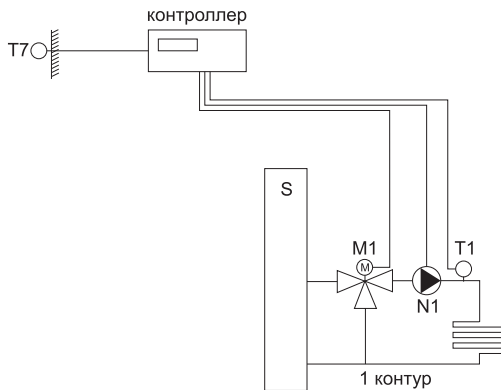 контроллер
T7
S
M1
M
T1
N1
1 контур